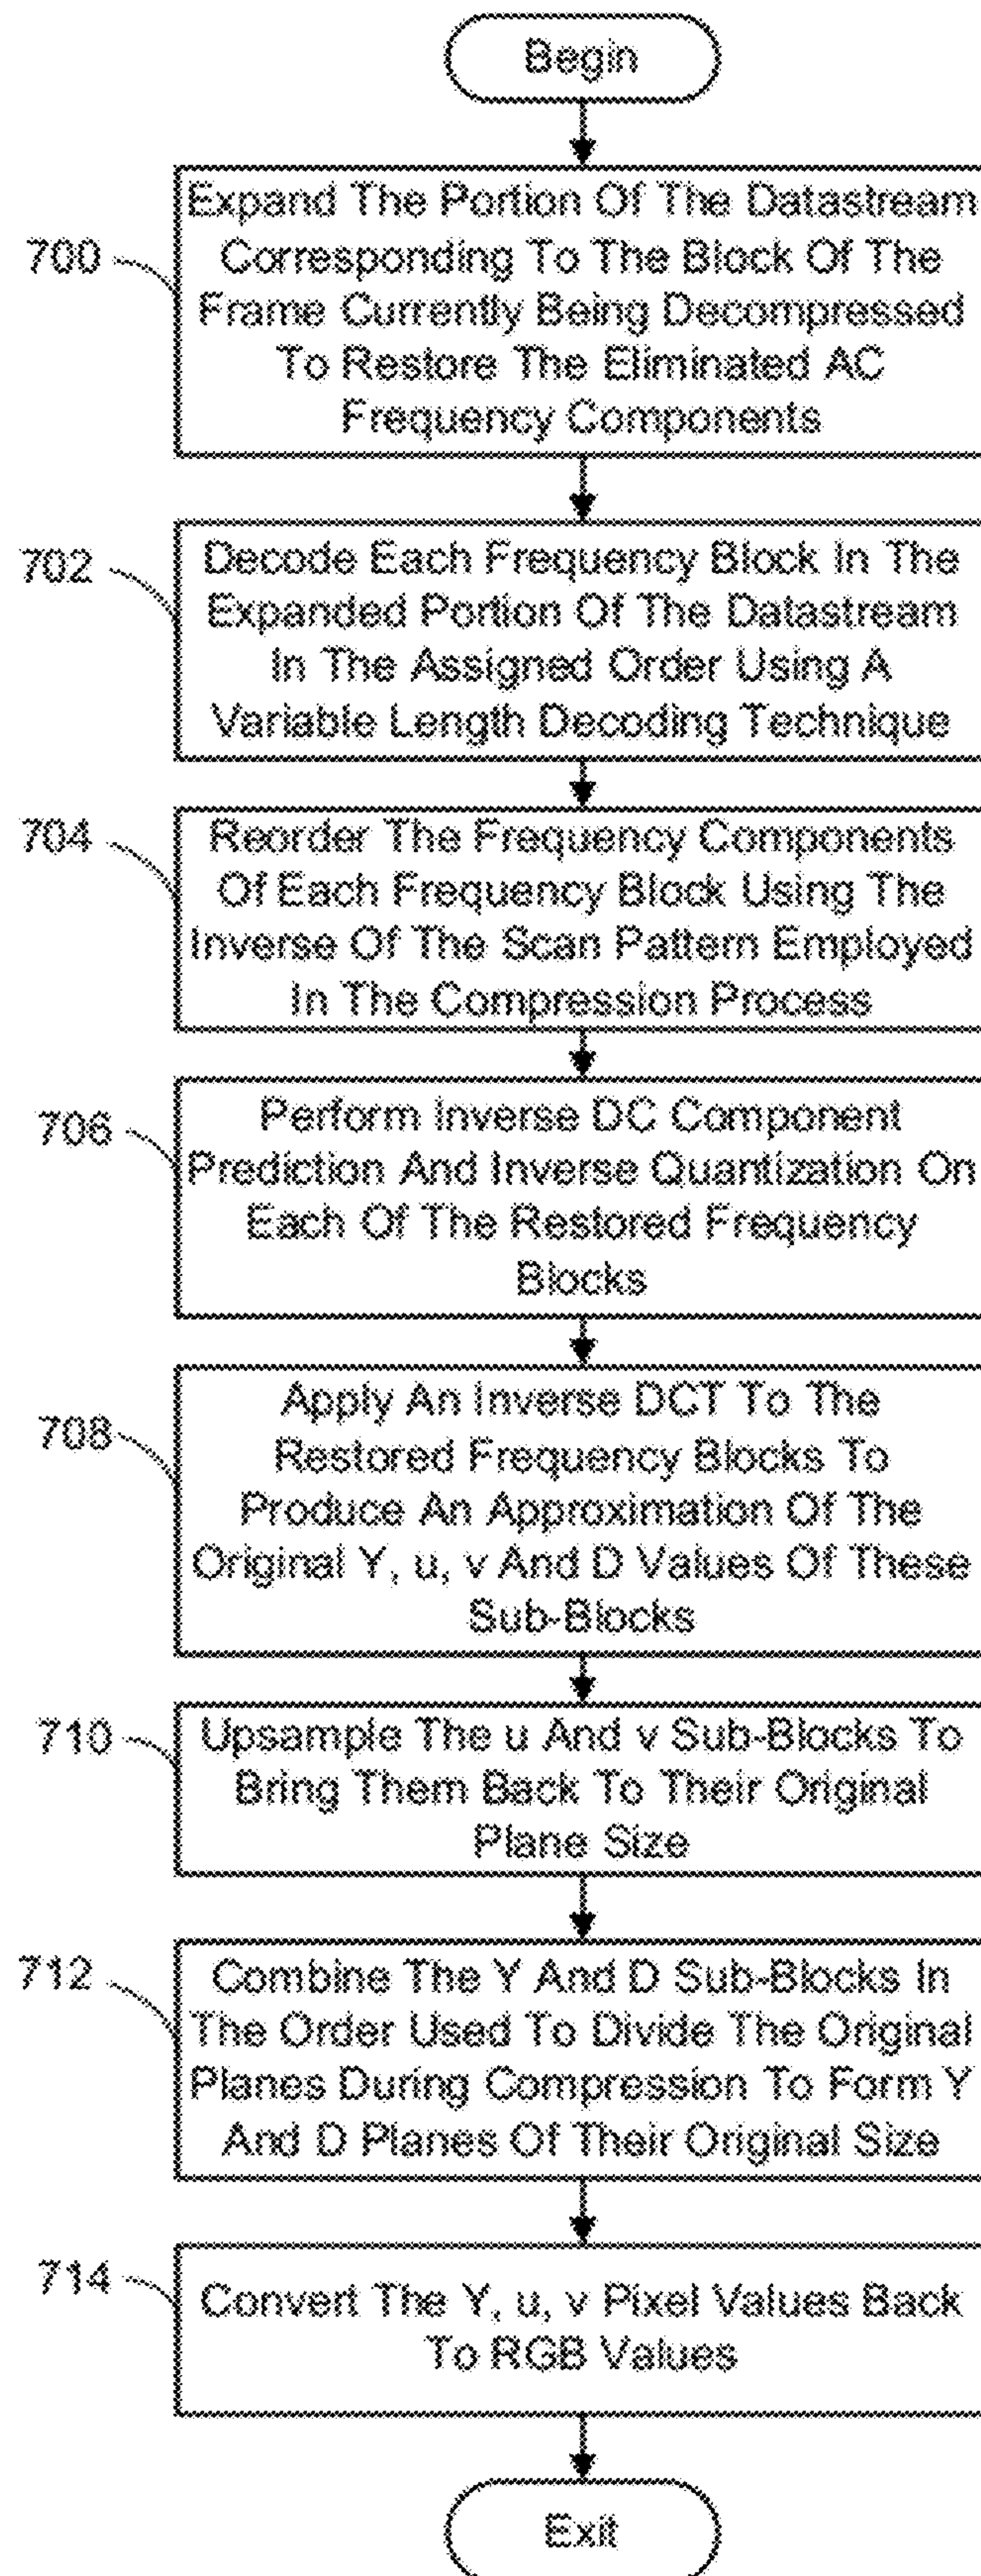 Begin
700
Expand The Portion Of The Datastream
Corresponding To The Block Of The
Frame Currently Being Decompressed
To Restore The Eliminated AC
Frequency Components
702
Decode Each Frequency Block In The
Expanded Portion Of The Datastream
In The Assigned Order Using A
Variable Length Decoding Technique
704
Reorder The Frequency Components
Of Each Frequency Block Using The
Inverse Of The Scan Pattern Employed
In The Compression Process
706
Perform Inverse DC Component
Prediction And Inverse Quantization On
Each Of The Restored Frequency
Blocks
708
Apply An Inverse DCT To The
Restored Frequency Blocks To
Produce An Approximation Of The
Original Y, u, v And D Values Of These
Sub-Blocks
710
Upsample The u And v Sub-Blocks To
Bring Them Back To Their Original
Plane Size
712
Combine The Y And D Sub-Blocks In
The Order Used To Divide The Original
Planes During Compression To Form Y
And D Planes Of Their Original Size
714
Convert The Y, u, v Pixel Values Back
To RGB Values
Exit